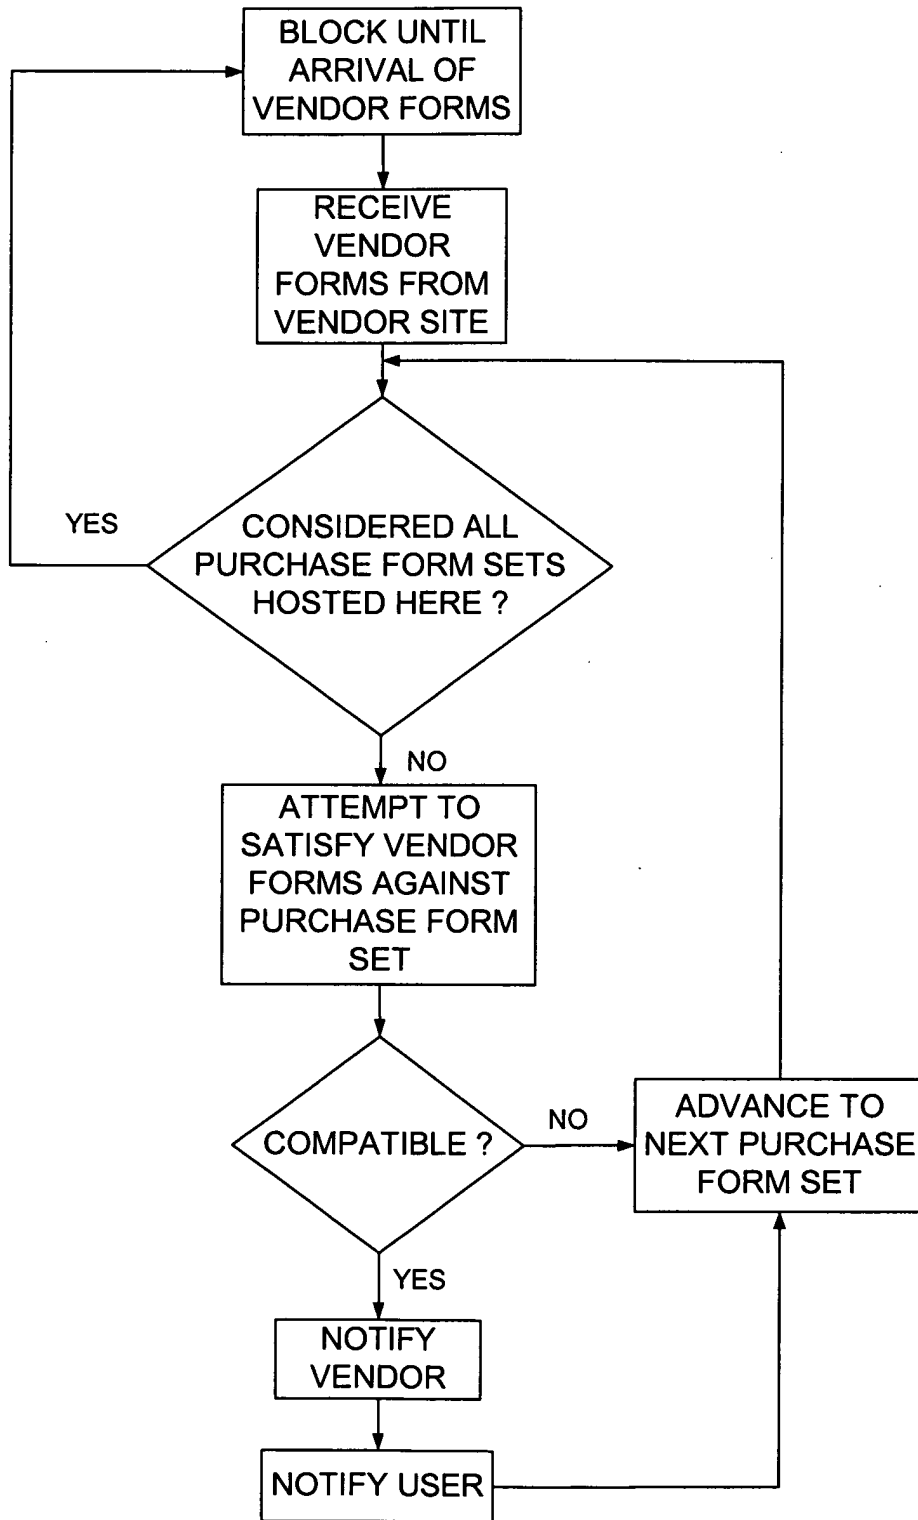 BLOCK UNTIL
ARRIVAL OF
VENDOR FORMS
RECEIVE
VENDOR
FORMS FROM
VENDOR SITE
YES
CONSIDERED ALL
PURCHASE FORM SETS
HOSTED HERE ?
NO
ATTEMPT TO
SATISFY VENDOR
FORMS AGAINST
PURCHASE FORM
SET
COMPATIBLE ?
NO
ADVANCE TO
NEXT PURCHASE
FORM SET
YES
NOTIFY
VENDOR
NOTIFY USER